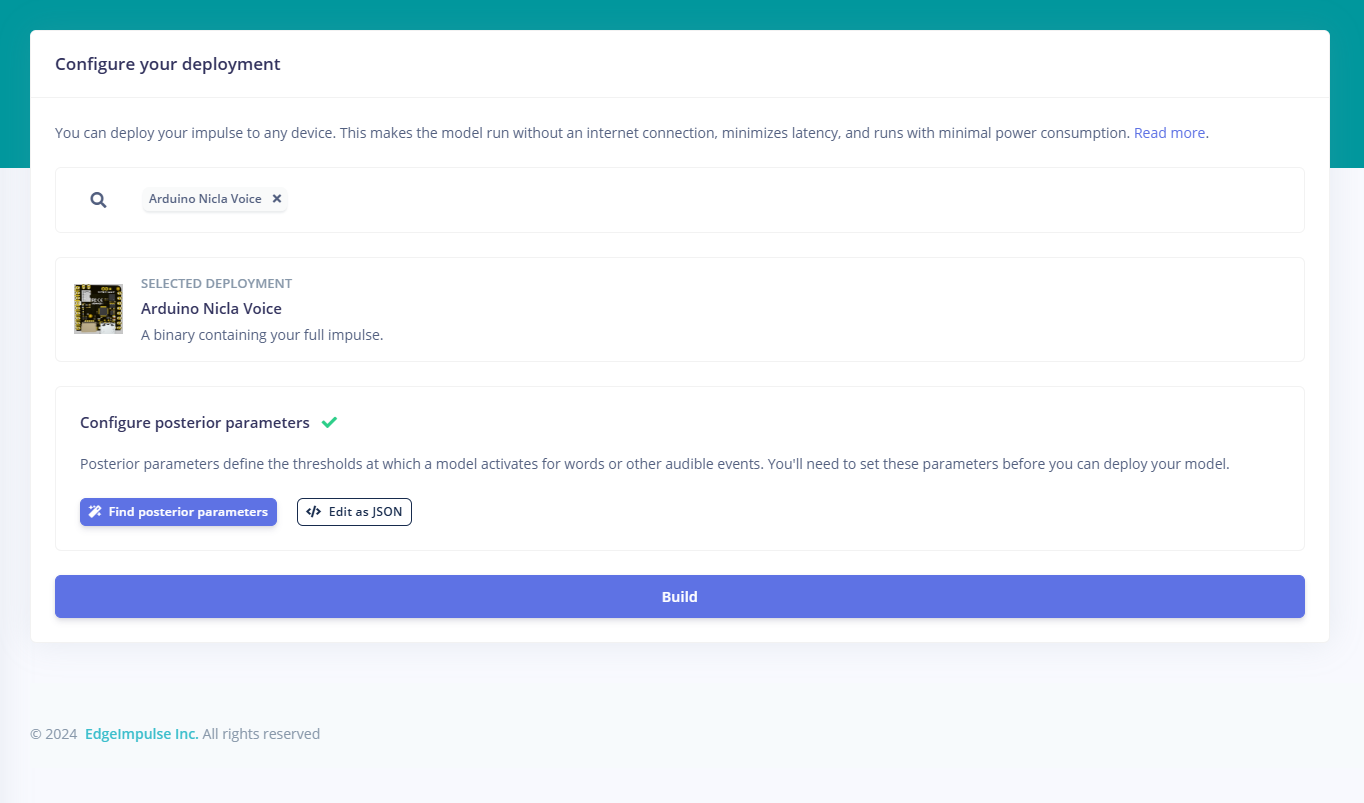 Configure your deployment
You can deploy your impulse to any device. This makes the model run without an internet connection, minimizes latency, and runs with minimal power consumption. Read more.
Arduino Nicla Voice
SELECTED DEPLOYMENT
Arduino Nicla Voice
A binary containing your full impulse.
Configure posterior parameters
Posterior parameters define the thresholds at which a model activates for words or other audible events. You'll need to set these parameters before you can deploy your model.
Find posterior parameters
Edit as JSON
Build
© 2024 EdgeImpulse Inc. All rights reserved